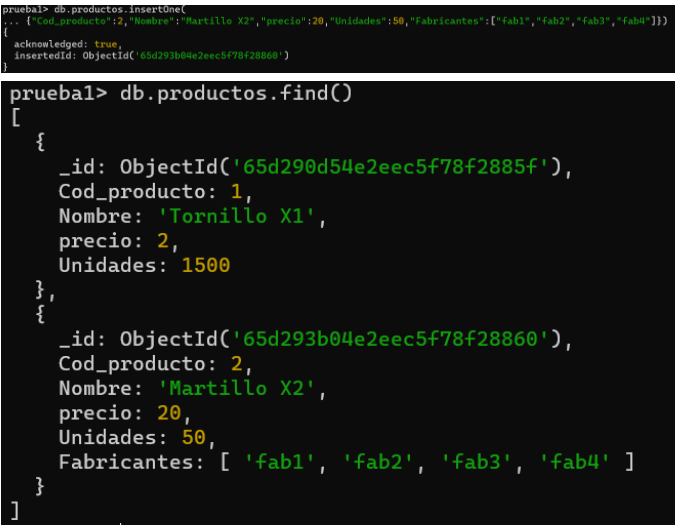 prueba1> db.productos.insertOne(
... {"Cod_producto":2,"Nombre":"Martillo X2","precio":20,"Unidades":50,"Fabricantes":["fab1","fab2","fab3","fab4"]})
{
  acknowledged: true,
  insertedId: ObjectId('65d293b04e2eec5f78f28860')
}
prueba1> db.productos.find()
[
  {
    _id: ObjectId('65d290d54e2eec5f78f2885f'),
    Cod_producto: 1,
    Nombre: 'Tornillo X1',
    precio: 2,
    Unidades: 1500
  },
  {
    _id: ObjectId('65d293b04e2eec5f78f28860'),
    Cod_producto: 2,
    Nombre: 'Martillo X2',
    precio: 20,
    Unidades: 50,
    Fabricantes: [ 'fab1', 'fab2', 'fab3', 'fab4' ]
  }
]